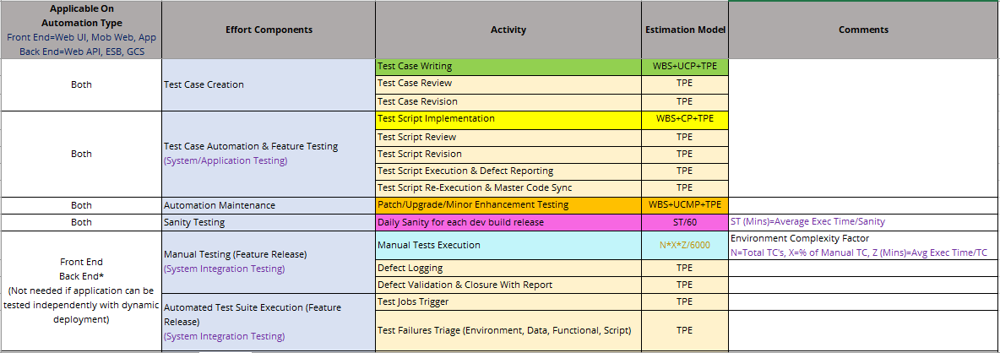 Applicable On
Automation Type
Front End=Web UI, Mob Web, App
Back End=Web API, ESB, GCS
Effort Components
Activity
Estimation Model
Comments
Both
Test Case Creation
Test Case Writing
WBS+UCP+TPE
Test Case Review
TPE
Test Case Revision
TPE
Both
Test Case Automation & Feature Testing
(System/Application Testing)
Test Script Implementation
WBS+CP+TPE
Test Script Review
TPE
Test Script Revision
TPE
Test Script Execution & Defect Reporting
TPE
Test Script Re-Execution & Master Code Sync
TPE
Both
Automation Maintenance
Patch/Upgrade/Minor Enhancement Testing
WBS+UCMP+TPE
Both
Sanity Testing
Daily Sanity for each dev build release
ST/60
ST (Mins)=Average Exec Time/Sanity
Front End
Back End*
(Not needed if application can be
tested independently with dynamic
deployment)
Manual Testing (Feature Release)
(System Integration Testing)
Manual Tests Execution
N*X*Z/6000
Environment Complexity Factor
N=Total TC's, X=% of Manual TC, Z (Mins)=Avg Exec Time/TC
Defect Logging
TPE
Defect Validation & Closure With Report
TPE
Automated Test Suite Execution (Feature
Release)
(System Integration Testing)
Test Jobs Trigger
TPE
Test Failures Triage (Environment, Data, Functional, Script)
TPE